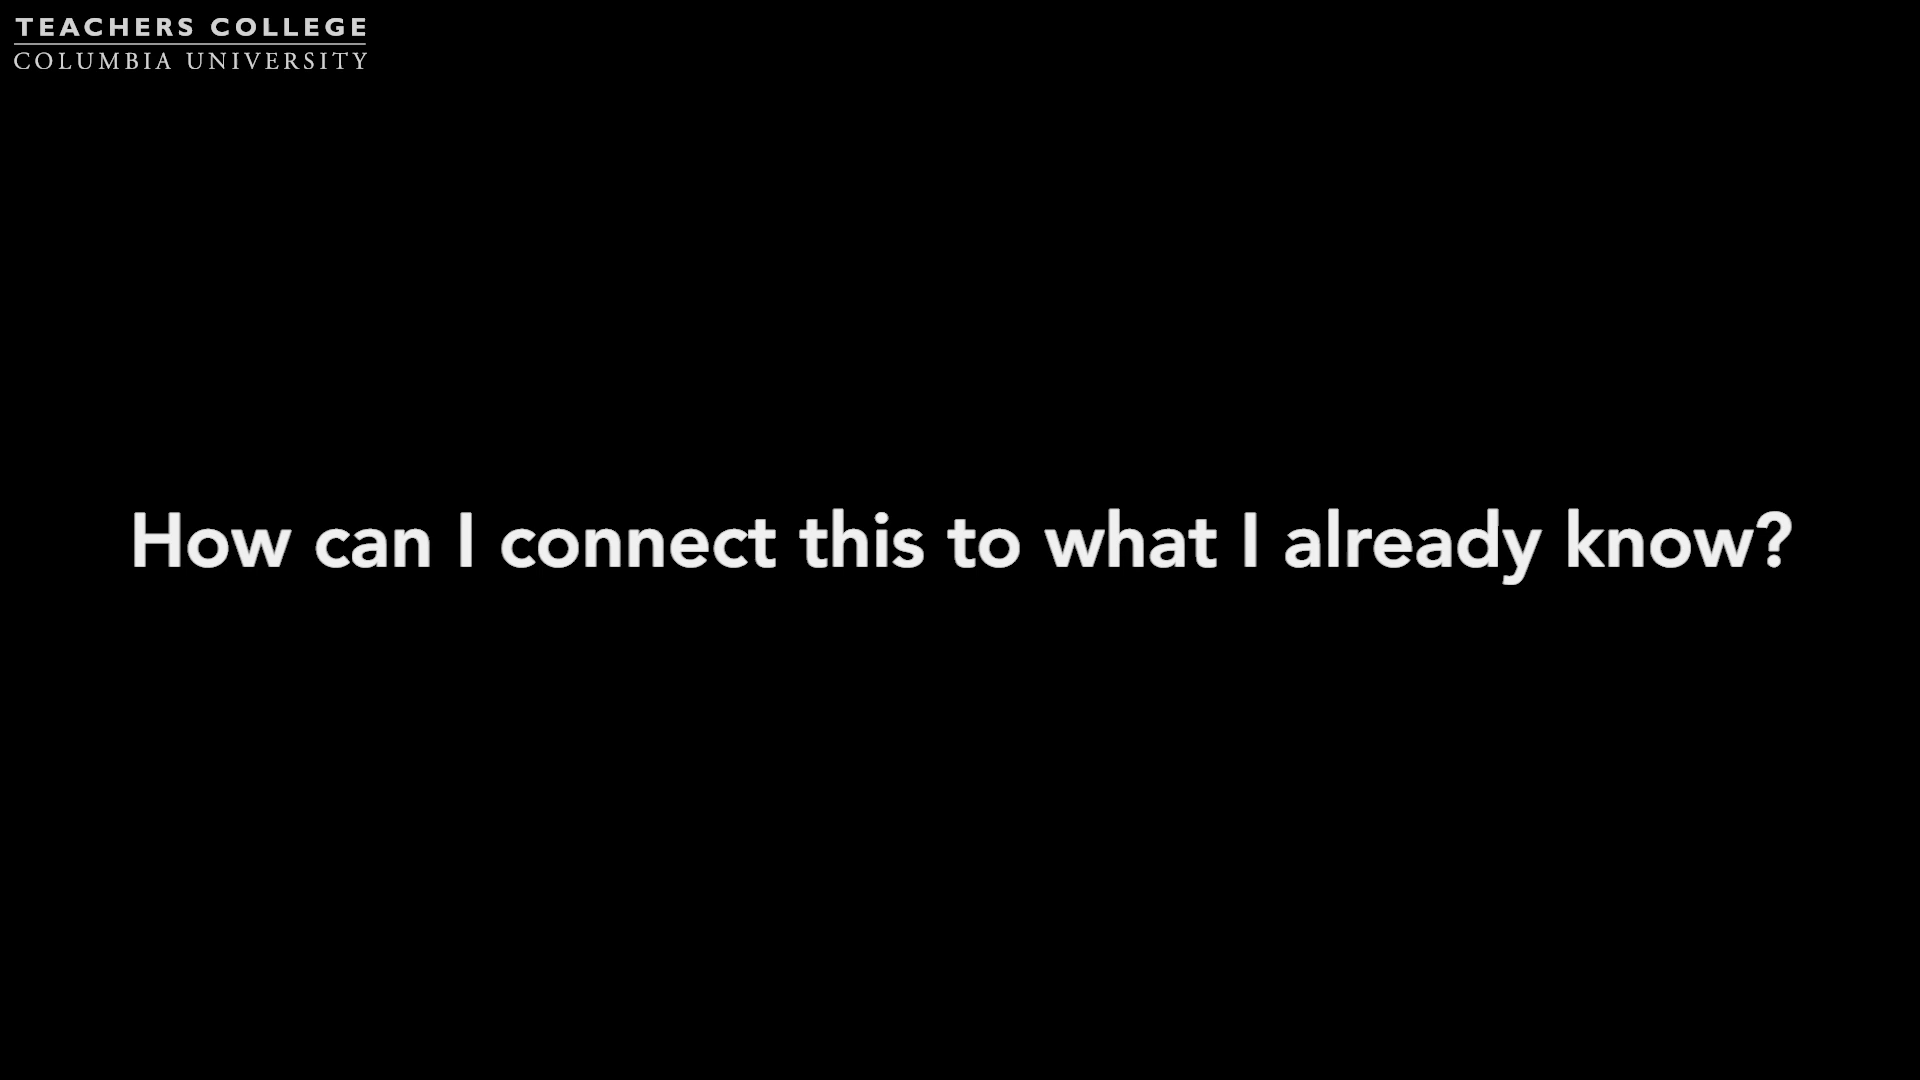 TEACHERS COLLEGE
COLUMBIA UNIVERSITY
How can I connect this to what I already know?